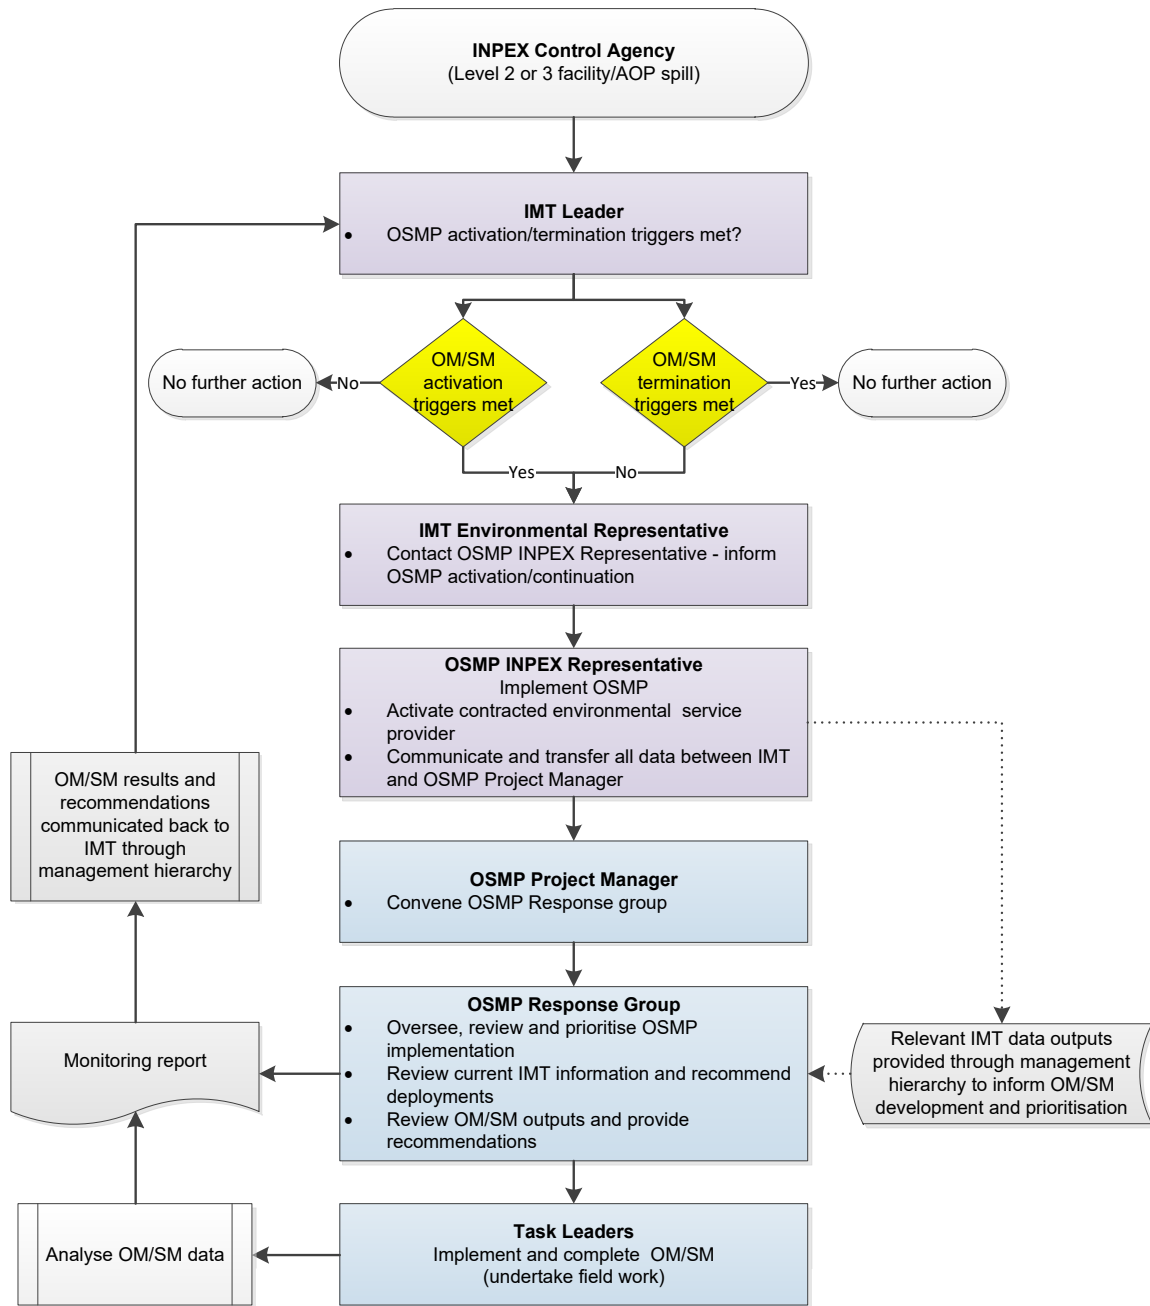 INPEX Control Agency
(Level 2 or 3 facility/AOP spill)
IMT Leader
• OSMP activation/termination triggers met?
OM/SM
activation
triggers met
OM/SM
termination
triggers met
No
No further action
Yes
No further action
Yes
No
IMT Environmental Representative
• Contact OSMP INPEX Representative - inform
OSMP activation/continuation
OSMP INPEX Representative
Implement OSMP
• Activate contracted environmental service
provider
• Communicate and transfer all data between IMT
and OSMP Project Manager
OM/SM results and
recommendations
communicated back to
IMT through
management hierarchy
OSMP Project Manager
• Convene OSMP Response group
OSMP Response Group
• Oversee, review and prioritise OSMP
implementation
• Review current IMT information and recommend
deployments
• Review OM/SM outputs and provide
recommendations
Monitoring report
Relevant IMT data outputs
provided through management
hierarchy to inform OM/SM
development and prioritisation
Task Leaders
Implement and complete OM/SM
(undertake field work)
Analyse OM/SM data